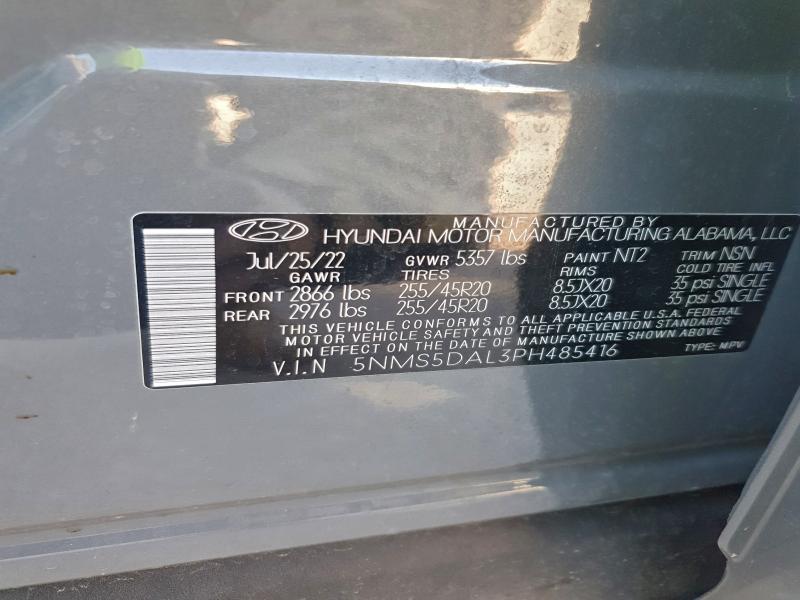 MANUFACTURED BY
HYUNDAI MOTOR MANUFACTURING ALABAMA, LLC
Jul/25/22 GVWR 5357 lbs PAINT NT2 TRIM NSN
GAWR TIRES RIMS COLD TIRE INFL
FRONT 2866 lbs 255/45R20 8.5JX20 35 psi SINGLE
REAR 2976 lbs 255/45R20 8.5JX20 35 psi SINGLE
THIS VEHICLE CONFORMS TO ALL APPLICABLE U.S.A. FEDERAL
MOTOR VEHICLE SAFETY AND THEFT PREVENTION STANDARDS
IN EFFECT ON THE DATE OF MANUFACTURE SHOWN ABOVE
V.I.N 5NMS5DAL3PH485416 TYPE: MPV